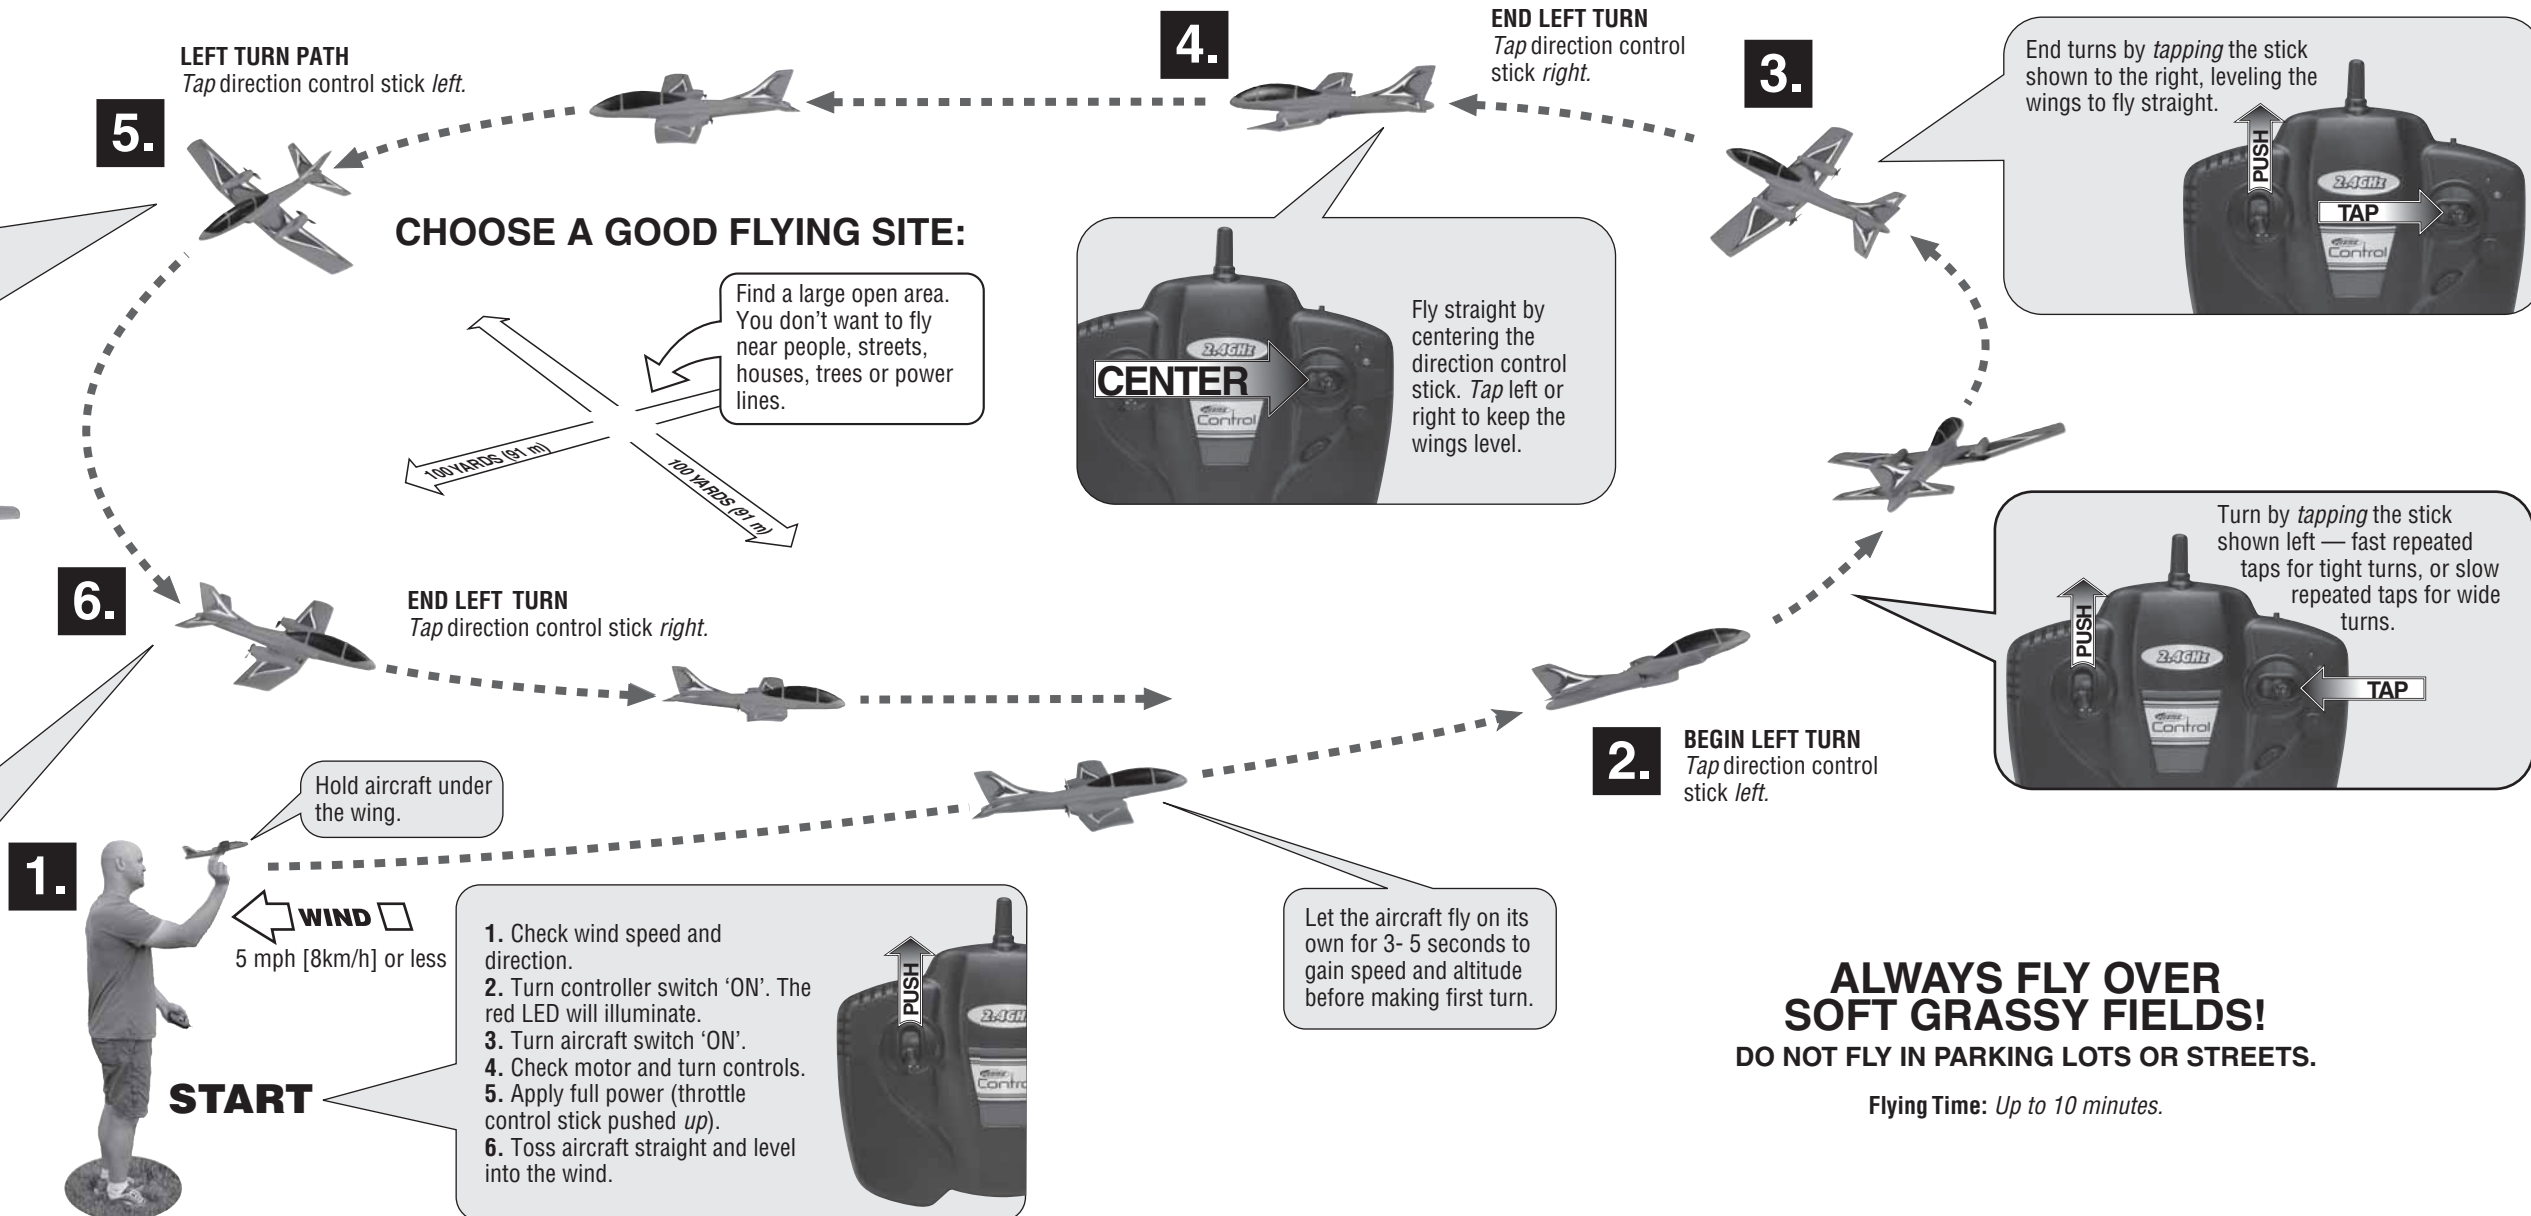 LEFT TURN PATH
Tap direction control stick left.
5.
4.
END LEFT TURN
Tap direction control
stick right.
3.
End turns by tapping the stick
shown to the right, leveling the
wings to fly straight.
PUSH
2.4GHz
TAP
Control
CHOOSE A GOOD FLYING SITE:
Find a large open area.
You don't want to fly
near people, streets,
houses, trees or power
lines.
100 YARDS (91 m)
100 YARDS (91 m)
2.4GHz
CENTER
Control
Fly straight by
centering the
direction control
stick. Tap left or
right to keep the
wings level.
Turn by tapping the stick
shown left — fast repeated
taps for tight turns, or slow
repeated taps for wide
turns.
PUSH
2.4GHz
TAP
Control
6.
END LEFT TURN
Tap direction control stick right.
2.
BEGIN LEFT TURN
Tap direction control
stick left.
Hold aircraft under
the wing.
1.
WIND
5 mph [8km/h] or less
START
1. Check wind speed and
direction.
2. Turn controller switch ‘ON’. The
red LED will illuminate.
3. Turn aircraft switch ‘ON’.
4. Check motor and turn controls.
5. Apply full power (throttle
control stick pushed up).
6. Toss aircraft straight and level
into the wind.
PUSH
2.4GH
Contro
Let the aircraft fly on its
own for 3- 5 seconds to
gain speed and altitude
before making first turn.
ALWAYS FLY OVER
SOFT GRASSY FIELDS!
DO NOT FLY IN PARKING LOTS OR STREETS.
Flying Time: Up to 10 minutes.